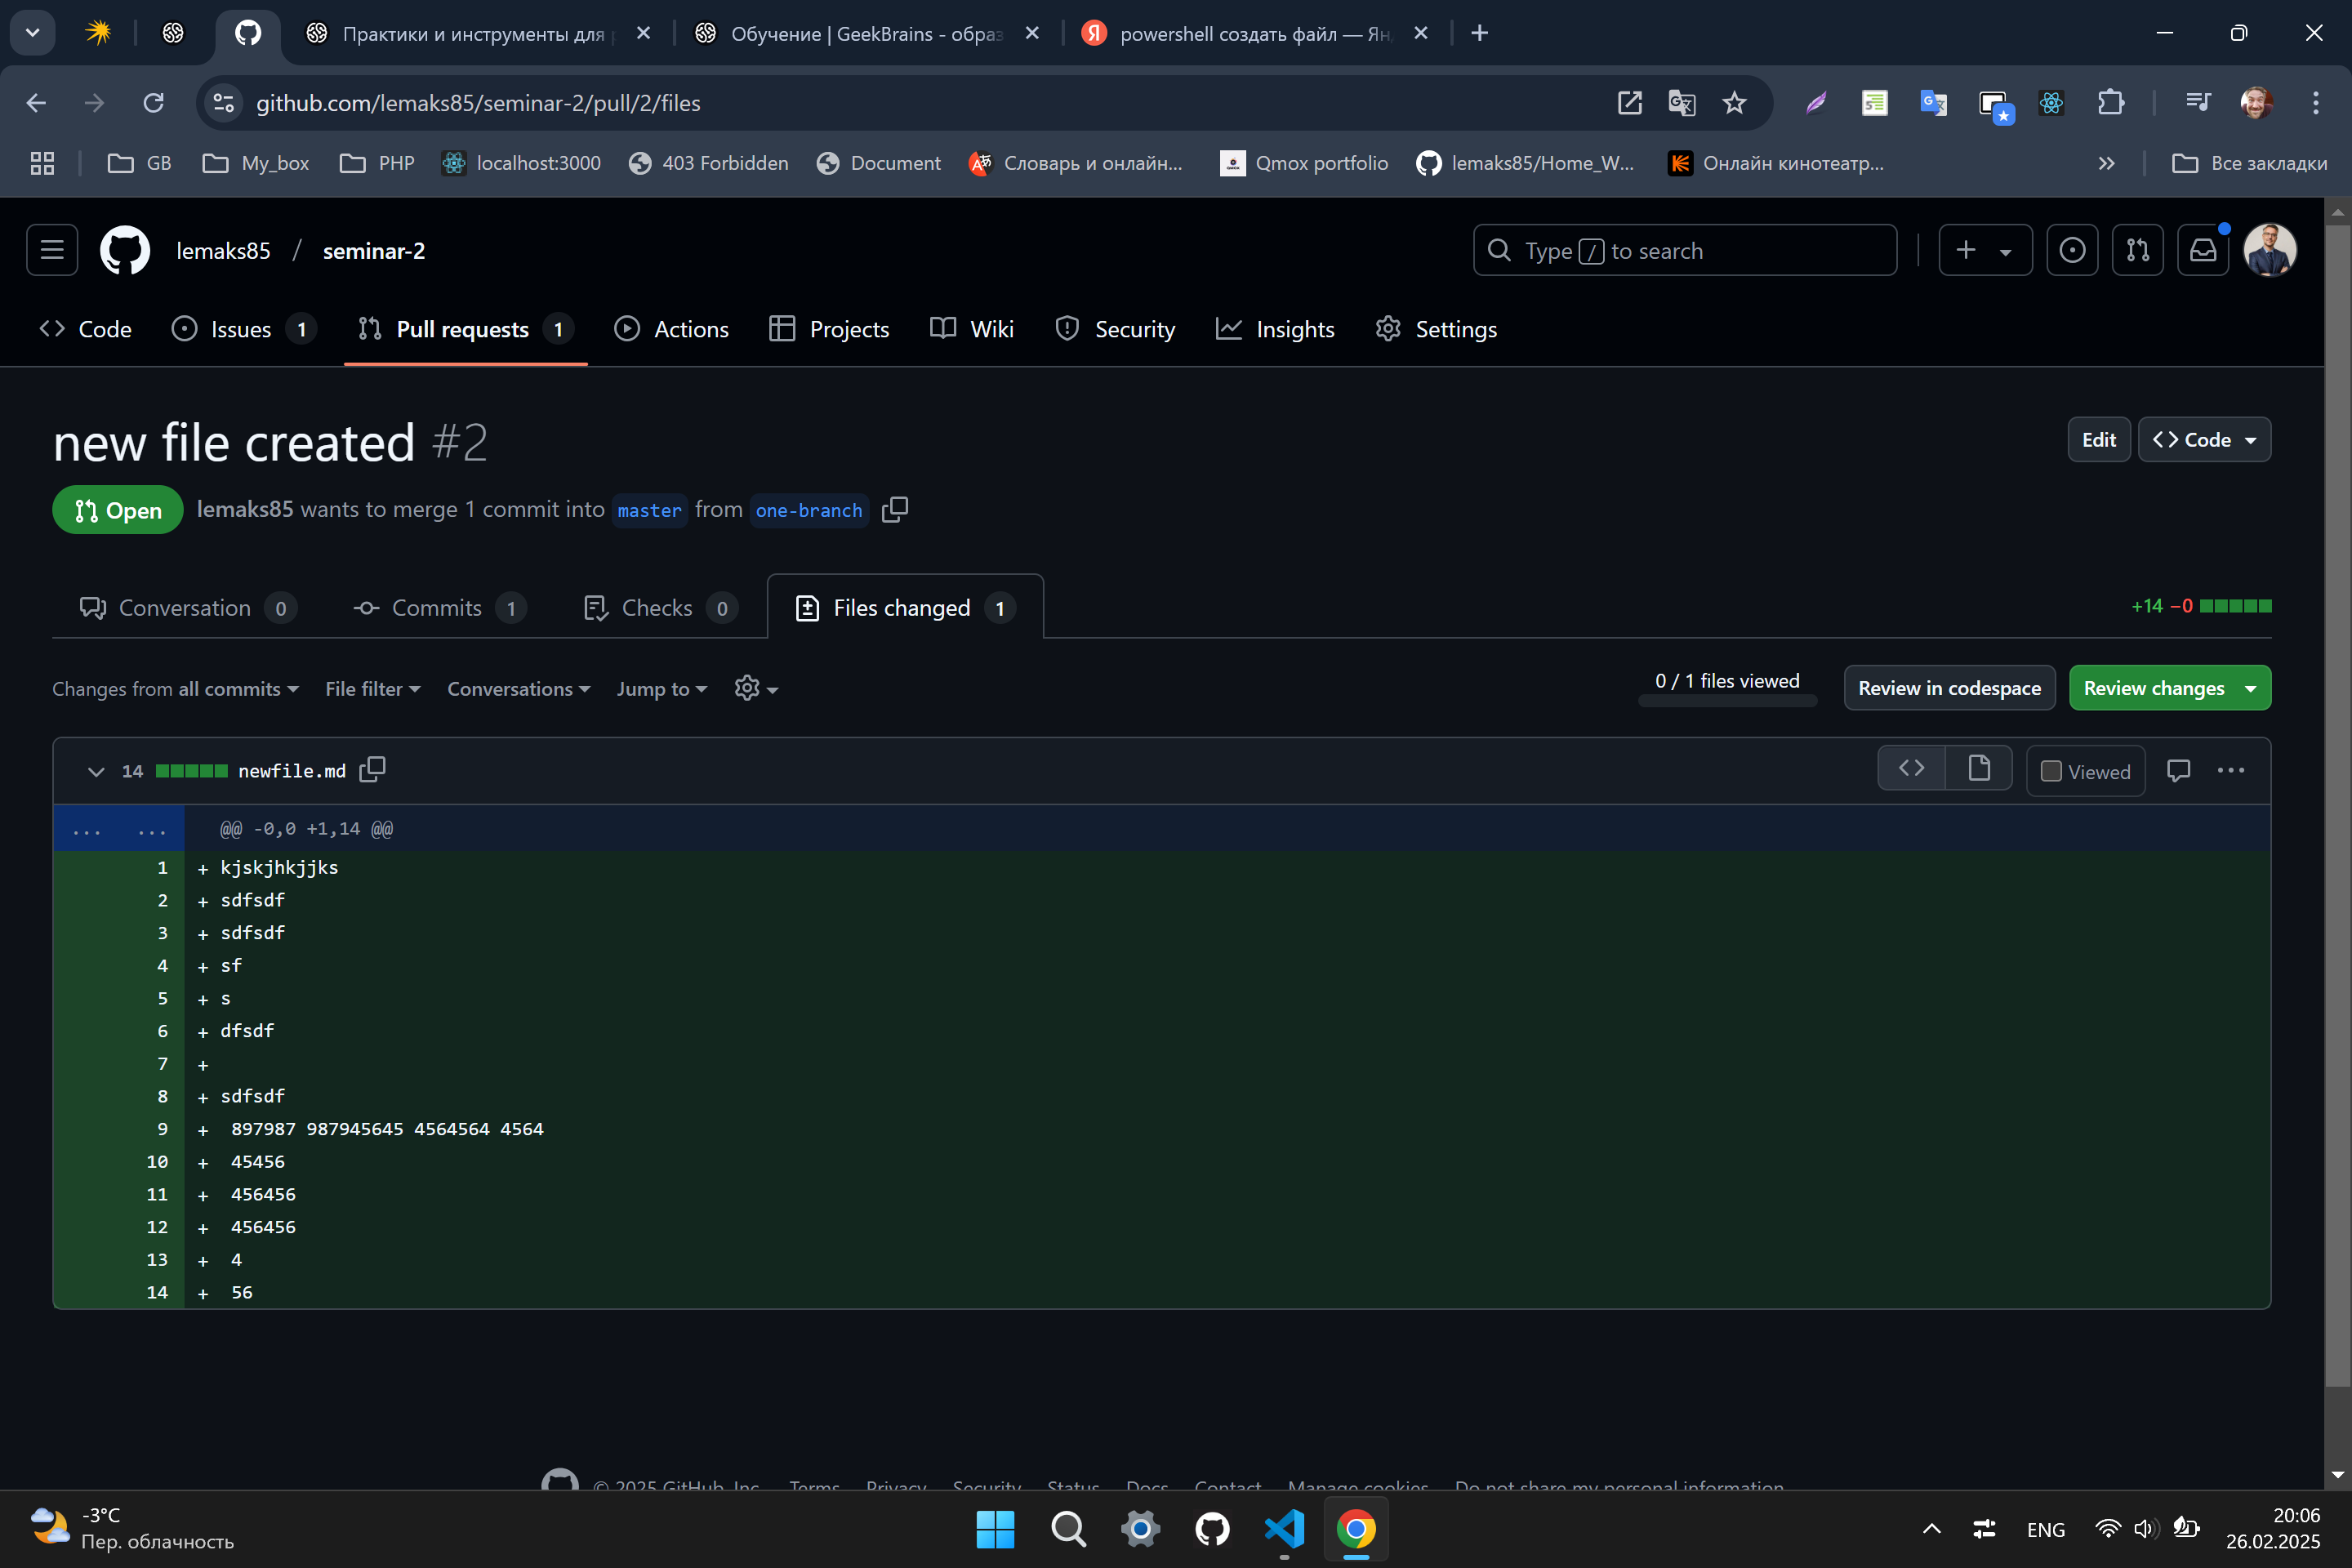 Практики и инструменты для
Обучение | GeekBrains - образ
powershell создать файл — Ян
github.com/lemaks85/seminar-2/pull/2/files
GB
My_box
PHP
localhost:3000
403 Forbidden
Document
Словарь и онлайн...
Qmox portfolio
lemaks85/Home_W...
Онлайн кинотеатр...
Все закладки
lemaks85 / seminar-2
Type / to search
Code
Issues 1
Pull requests 1
Actions
Projects
Wiki
Security
Insights
Settings
new file created #2
Edit
<> Code
Open
lemaks85 wants to merge 1 commit into master from one-branch
Conversation 0
Commits 1
Checks 0
Files changed 1
+14 −0
Changes from all commits
File filter
Conversations
Jump to
0 / 1 files viewed
Review in codespace
Review changes
14 newfile.md
Viewed
... ... @@ -0,0 +1,14 @@
1 + kjskjhkjjks
2 + sdfsdf
3 + sdfsdf
4 + sf
5 + s
6 + dfsdf
7 +
8 + sdfsdf
9 + 897987 987945645 4564564 4564
10 + 45456
11 + 456456
12 + 456456
13 + 4
14 + 56
© 2025 GitHub, Inc. Terms Privacy Security Status Docs Contact Manage cookies Do not share my personal information
-3°C
Пер. облачность
ENG
20:06
26.02.2025